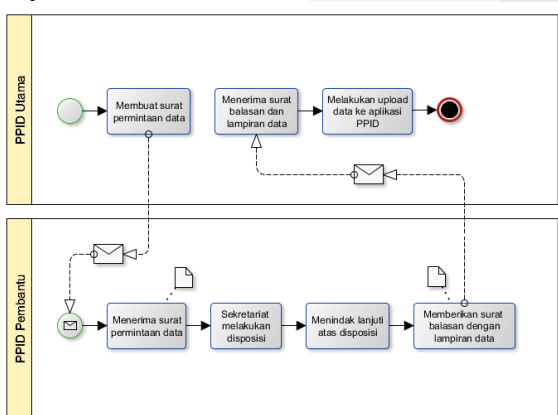 PPID Utama
Membuat surat
permintaan data
Menerima surat
balasan dan
lampiran data
Melakukan upload
data ke aplikasi
PPID
PPID Pembantu
Menerima surat
permintaan data
Sekretariat
melakukan
disposisi
Menindak lanjuti
atas disposisi
Memberikan surat
balasan dengan
lampiran data